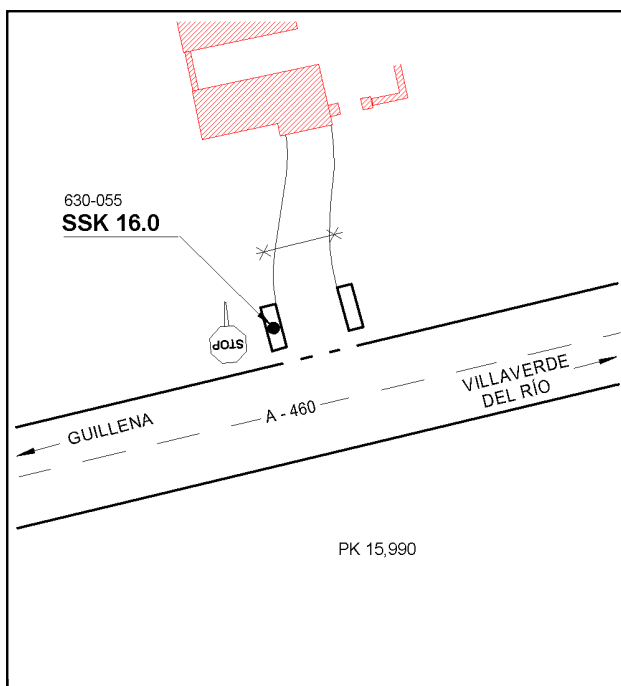 630-055
SSK 16.0
STOP
GUILLENA
A - 460
VILLAVERDE
DEL RÍO
PK 15,990